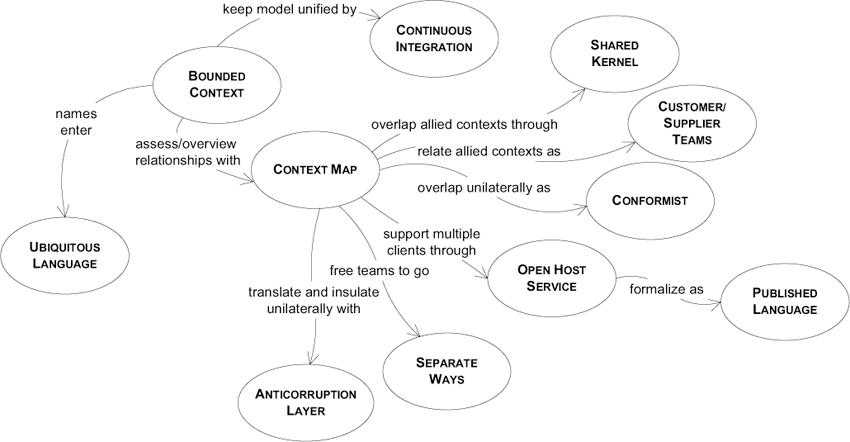 keep model unified by
CONTINUOUS
INTEGRATION
SHARED
KERNEL
BOUNDED
CONTEXT
names
enter
assess/overview
relationships with
overlap allied contexts through
CUSTOMER/
SUPPLIER
TEAMS
relate allied contexts as
CONTEXT MAP
overlap unilaterally as
CONFORMIST
UBIQUITOUS
LANGUAGE
support multiple
clients through
free teams to go
OPEN HOST
SERVICE
formalize as
PUBLISHED
LANGUAGE
translate and insulate
unilaterally with
SEPARATE
WAYS
ANTICORRUPTION
LAYER